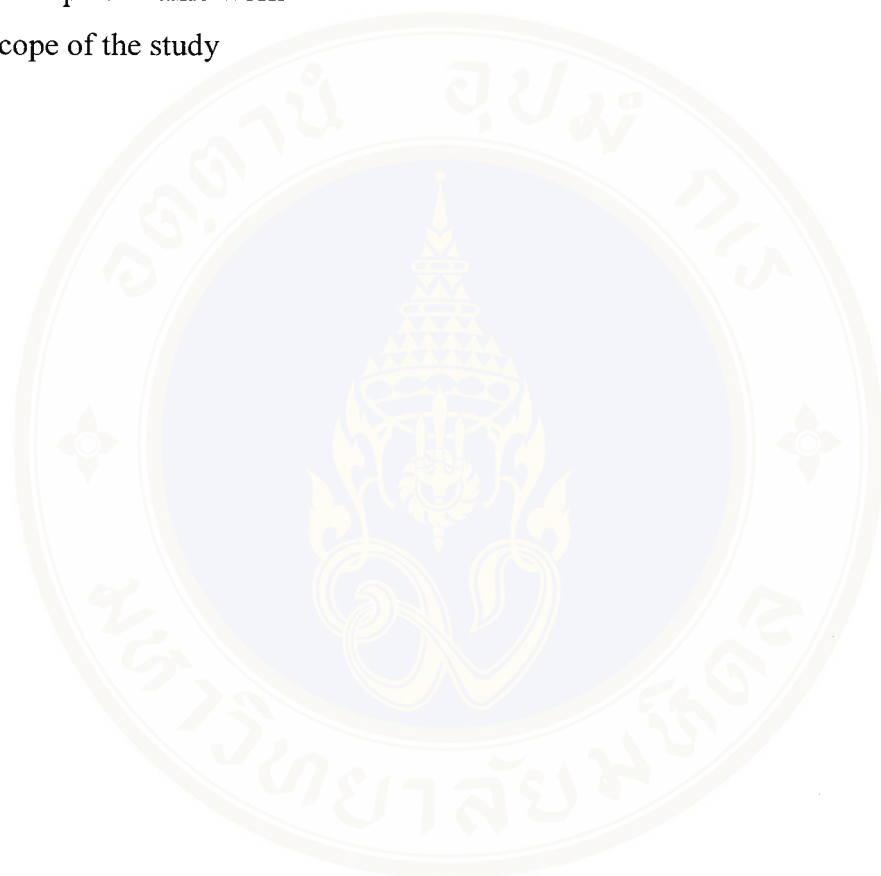 cope of the study
อตฺตานํ อุปมํ กเร
มหาวิทยาลัยมหิดล